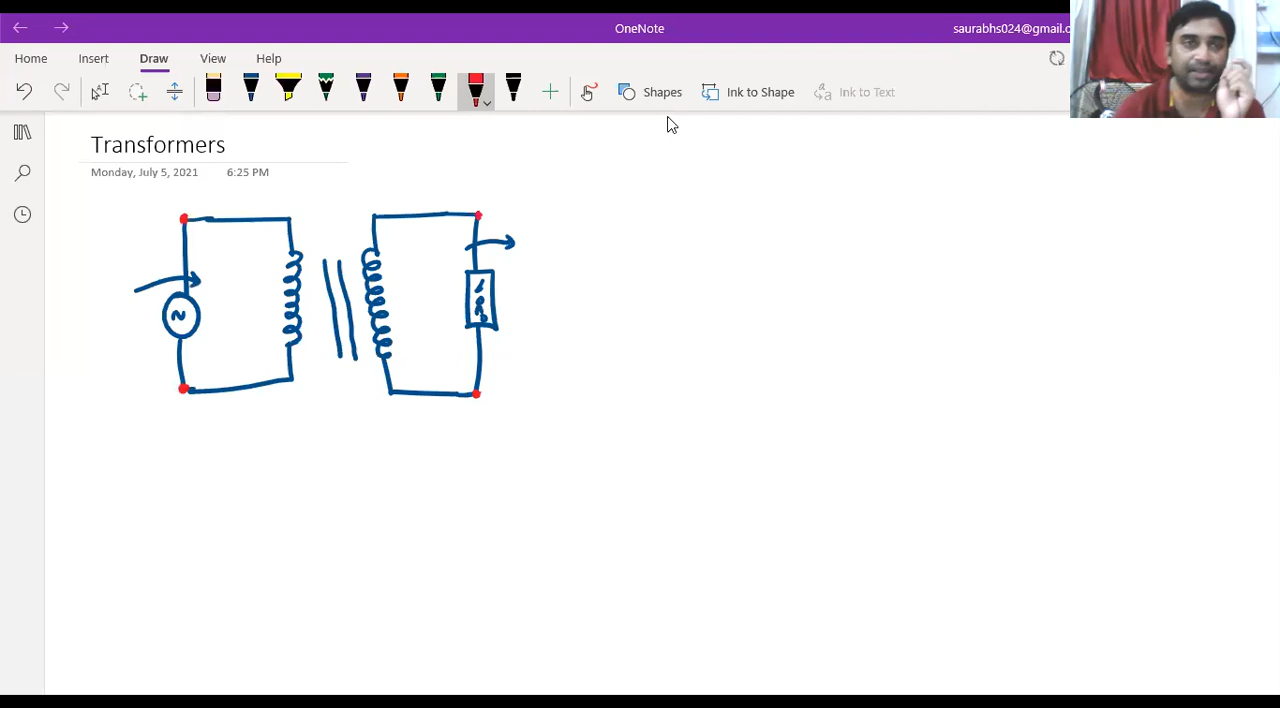 OneNote
saurabhs024@gmail.c
Home Insert Draw View Help
Shapes Ink to Shape Ink to Text
Transformers
Monday, July 5, 2021 6:25 PM
~